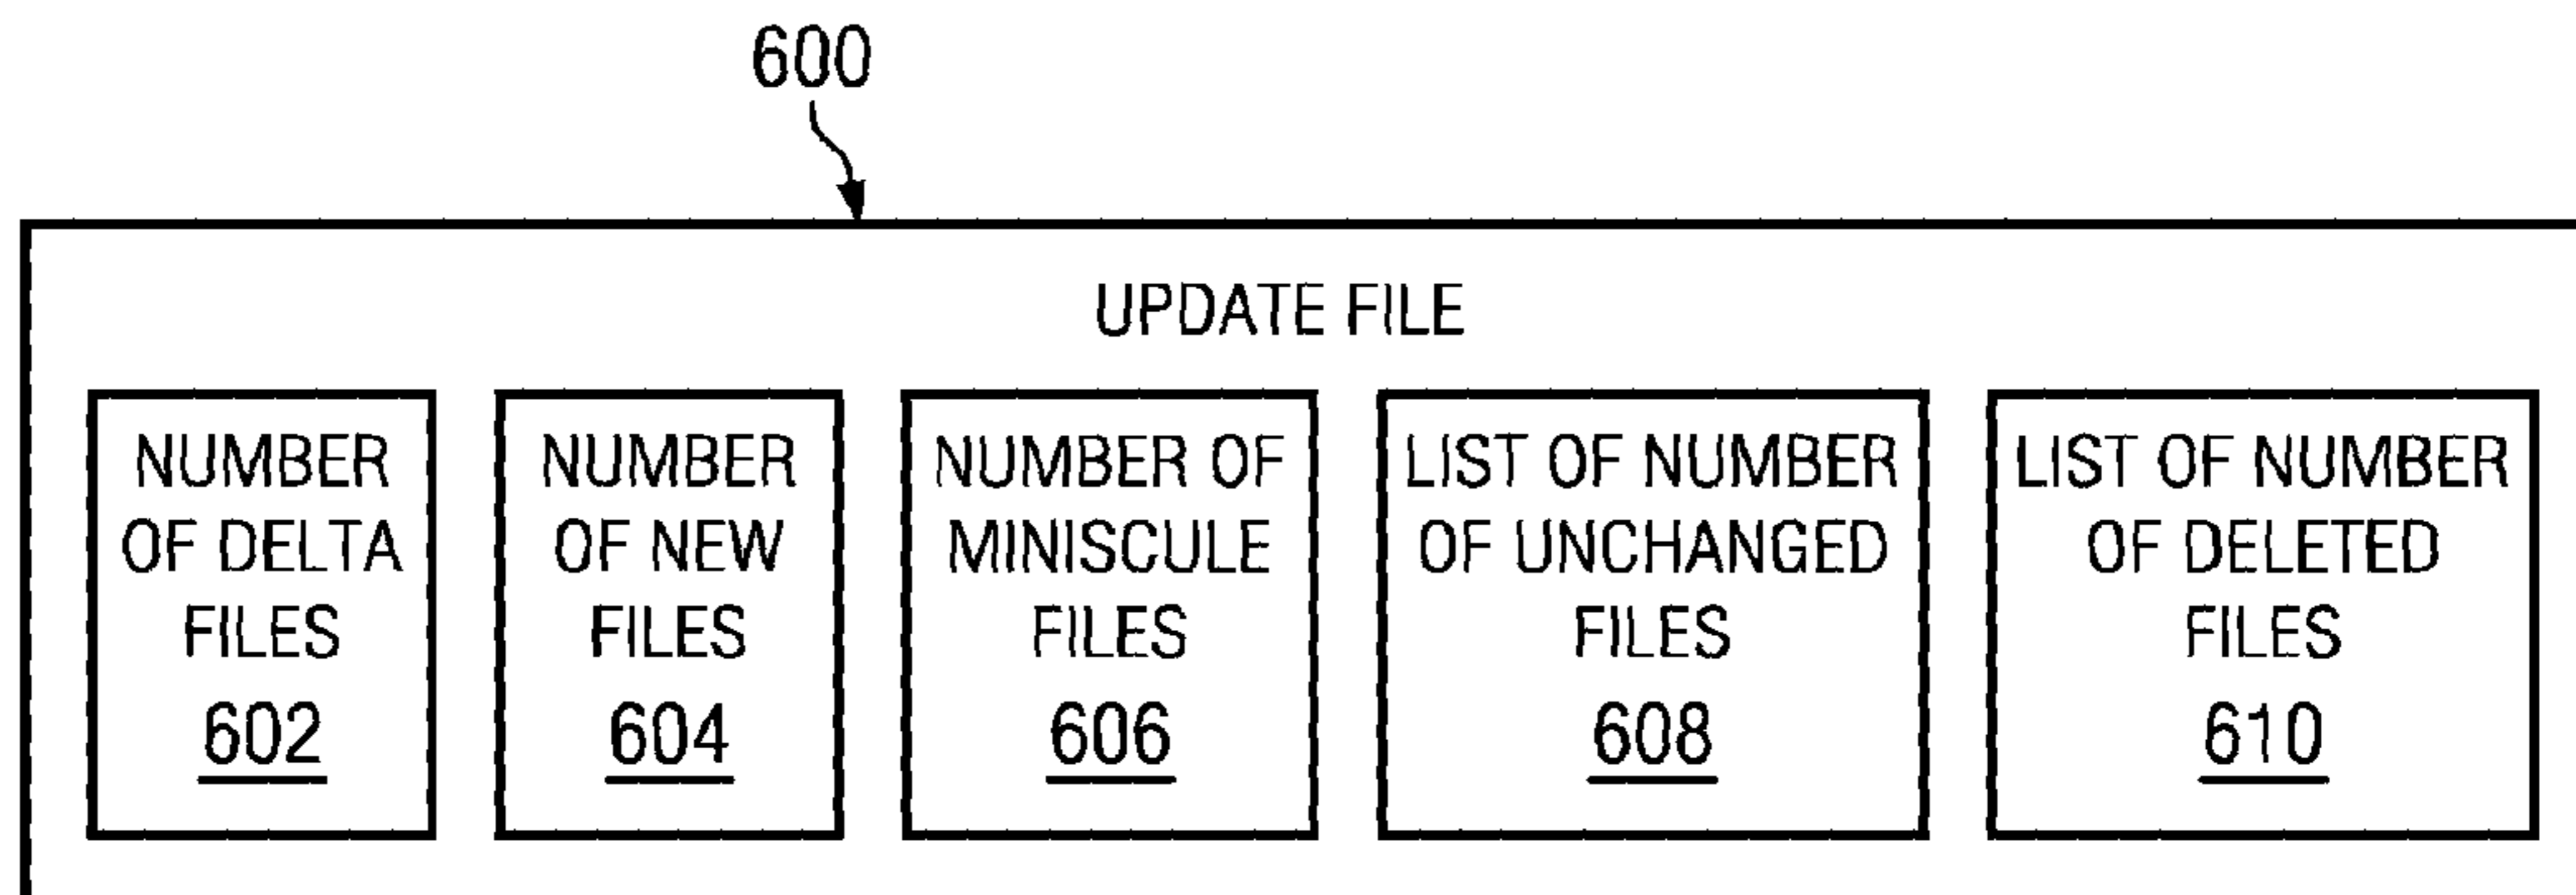 600
UPDATE FILE
NUMBER
OF DELTA
FILES
602
NUMBER
OF NEW
FILES
604
NUMBER OF
MINISCULE
FILES
606
LIST OF NUMBER
OF UNCHANGED
FILES
608
LIST OF NUMBER
OF DELETED
FILES
610